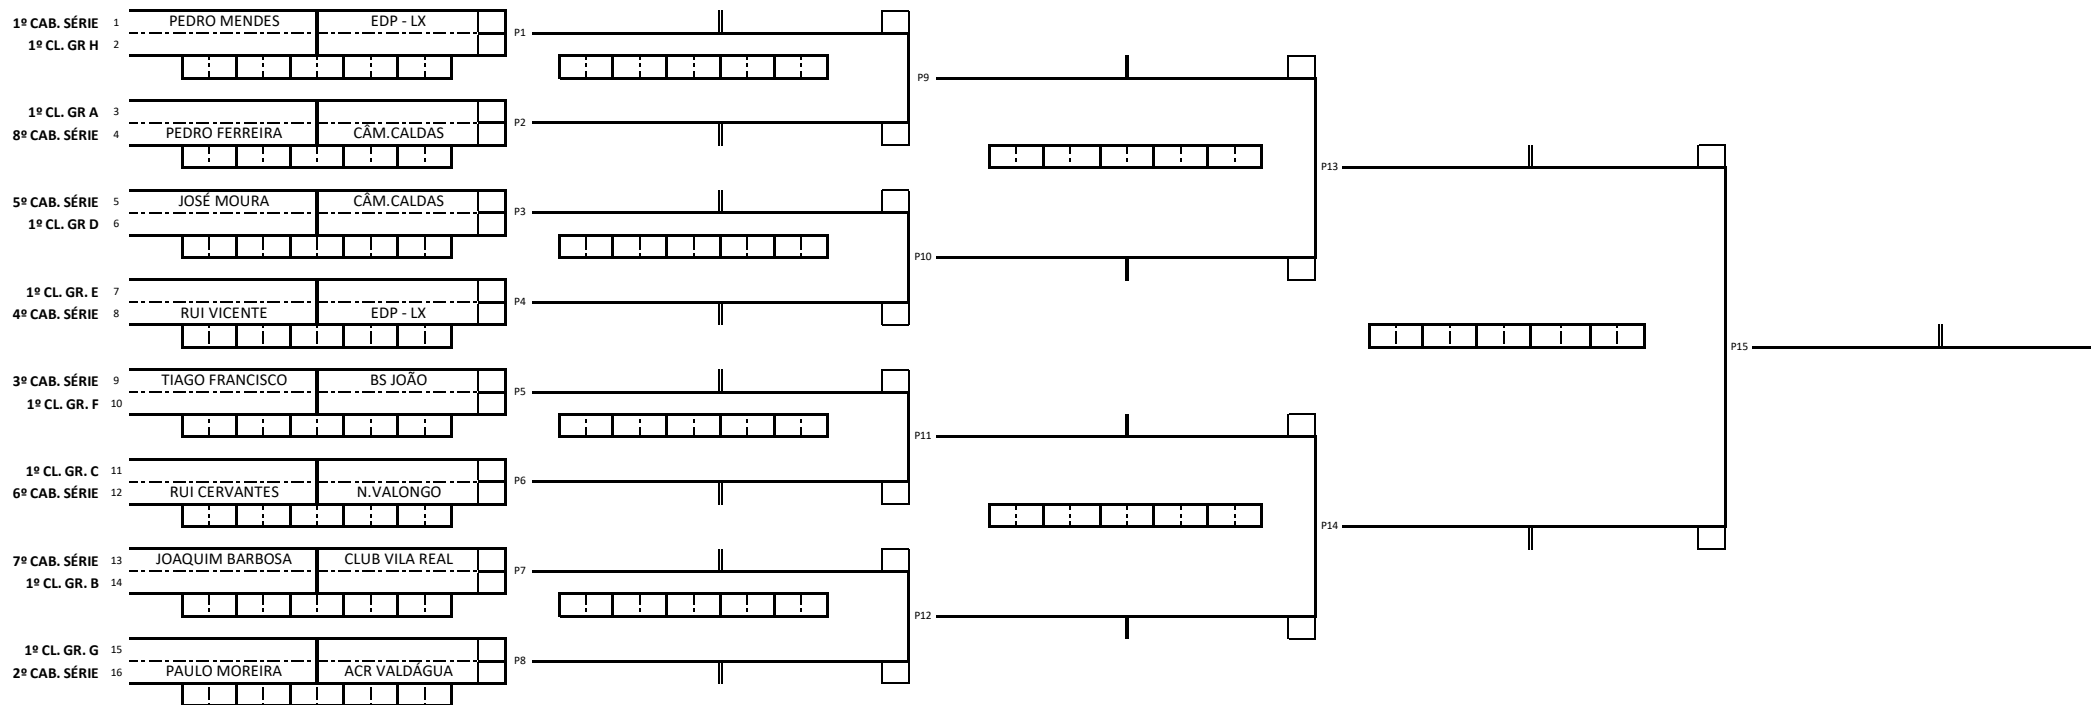 1º CAB. SÉRIE 1 PEDRO MENDES EDP - LX
P1
1º CL. GR H 2
P9
1º CL. GR A 3
P2
8º CAB. SÉRIE 4 PEDRO FERREIRA CÂM.CALDAS
P13
5º CAB. SÉRIE 5 JOSÉ MOURA CÂM.CALDAS
P3
1º CL. GR D 6
P10
1º CL. GR. E 7
P4
4º CAB. SÉRIE 8 RUI VICENTE EDP - LX
P15
3º CAB. SÉRIE 9 TIAGO FRANCISCO BS JOÃO
P5
1º CL. GR. F 10
P11
1º CL. GR. C 11
P6
6º CAB. SÉRIE 12 RUI CERVANTES N.VALONGO
P14
7º CAB. SÉRIE 13 JOAQUIM BARBOSA CLUB VILA REAL
P7
1º CL. GR. B 14
P12
1º CL. GR. G 15
P8
2º CAB. SÉRIE 16 PAULO MOREIRA ACR VALDÁGUA